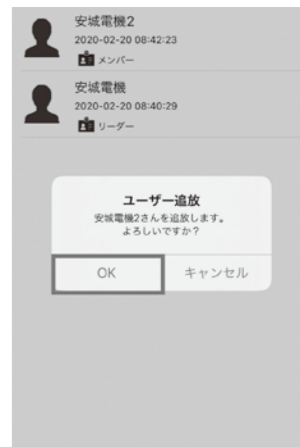 安城電機2
2020-02-20 08:42:23
メンバー
安城電機
2020-02-20 08:40:29
リーダー
ユーザー追放
安城電機2さんを追放します。
よろしいですか？
OK
キャンセル